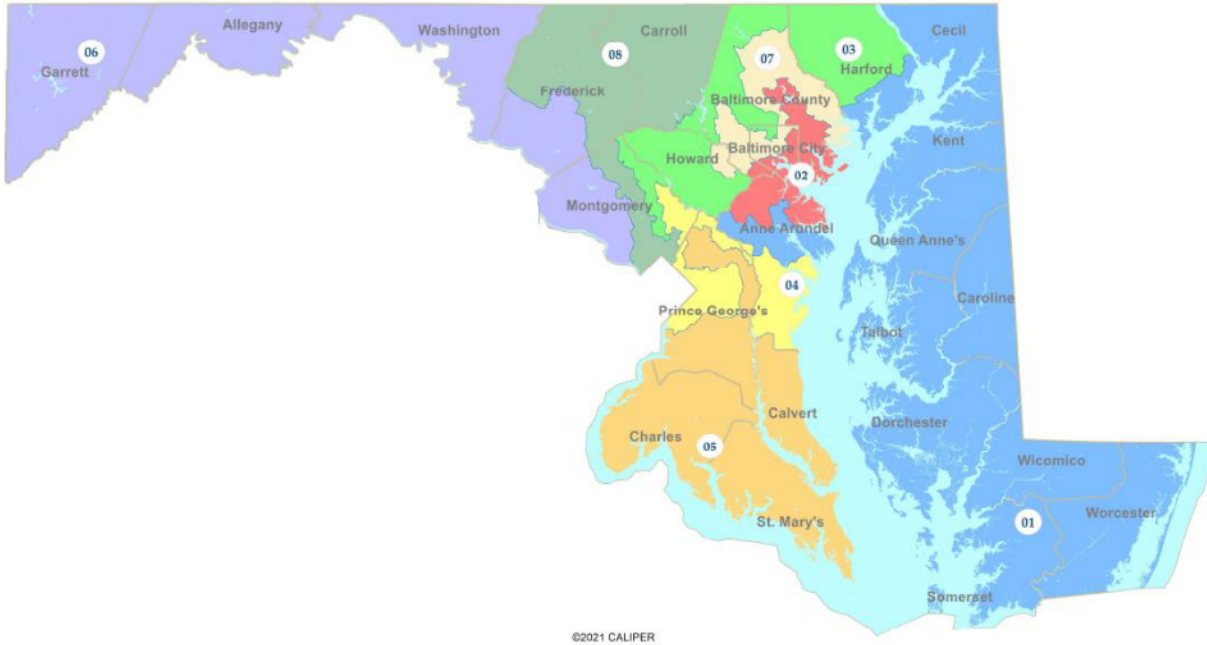 Allegany
Washington
Carroll
Cecil
06
08
07
03
Garrett
Harford
Frederick
Baltimore County
Kent
Howard
Baltimore City
02
Montgomery
Anne Arundel
Queen Anne's
04
Caroline
Prince George's
Talbot
Calvert
Dorchester
Charles
05
Wicomico
St. Mary's
01
Worcester
Somerset
©2021 CALIPER